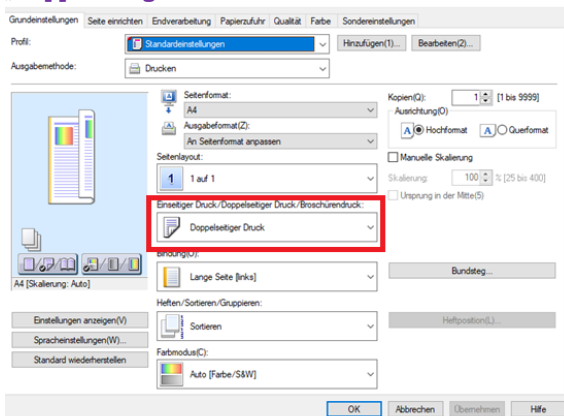 Grundeinstellungen Seite einrichten Endverarbeitung Papierzufuhr Qualität Farbe Sondereinstellungen
Profil: Standardeinstellungen Hinzufügen(1)... Bearbeiten(2)...
Ausgabemethode: Drucken
Seitenformat:
A4
Ausgabeformat(Z):
An Seitenformat anpassen
Seitenlayout:
1 1 auf 1
Einseitiger Druck/Doppelseitiger Druck/Broschürendruck:
Doppelseitiger Druck
Bindung(O):
Lange Seite [links]
Heften/Sortieren/Gruppieren:
Sortieren
Farbmodus(C):
Auto [Farbe/S&W]
Kopien(Q): 1 [1 bis 9999]
Ausrichtung(O)
A Hochformat A Querformat
Manuelle Skalierung
Skalierung: 100 % [25 bis 400]
Ursprung in der Mitte(5)
Bundsteg...
Heftposition(L)...
A4 [Skalierung: Auto]
Einstellungen anzeigen(V)
Spracheinstellungen(W)...
Standard wiederherstellen
OK Abbrechen Übernehmen Hilfe